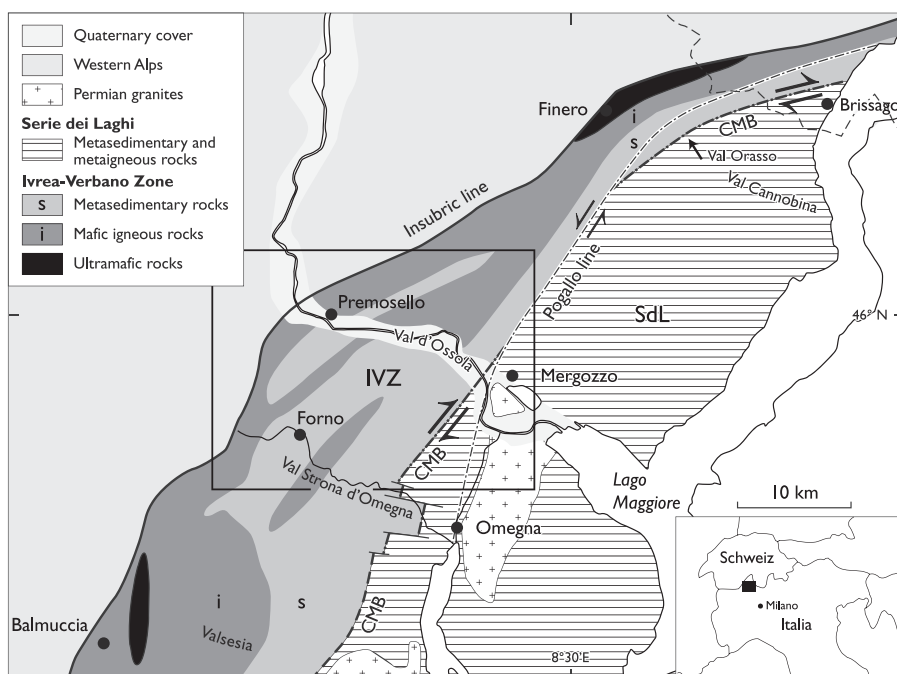 Quaternary cover
Western Alps
Permian granites
Serie dei Laghi
Metasedimentary and
metaigneous rocks
Ivrea-Verbano Zone
s Metasedimentary rocks
i Mafic igneous rocks
Ultramafic rocks
Finero
i
s
CMB
Brissago
Val Orasso
Val Cannobina
Insubric line
Pogallo line
SdL
46° N
Premosello
Val d'Ossola
IVZ
Mergozzo
Forno
CMB
Val Strona d'Omegna
Lago
Maggiore
10 km
Omegna
Schweiz
Milano
Italia
i
s
CMB
Balmuccia
Valsesia
8°30'E